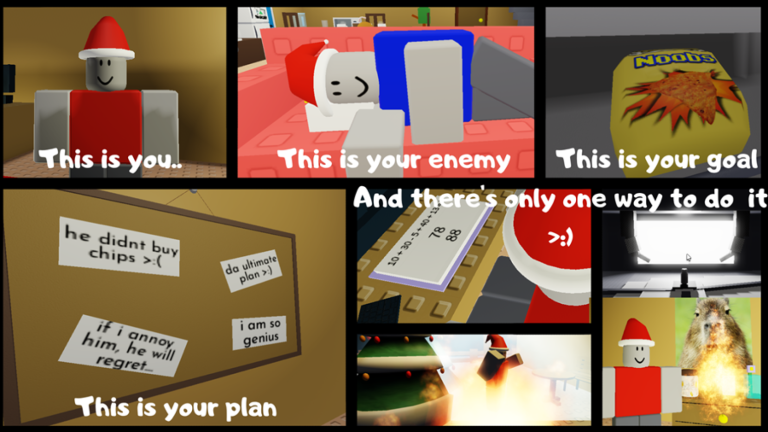 This is you..
This is your enemy
NOOBS
This is your goal
And there's only one way to do it
he didnt buy
chips >:(
da ultimate
plan >:)
if i annoy
him, he will
regret...
i am so
genius
This is your plan
78
88
>:)